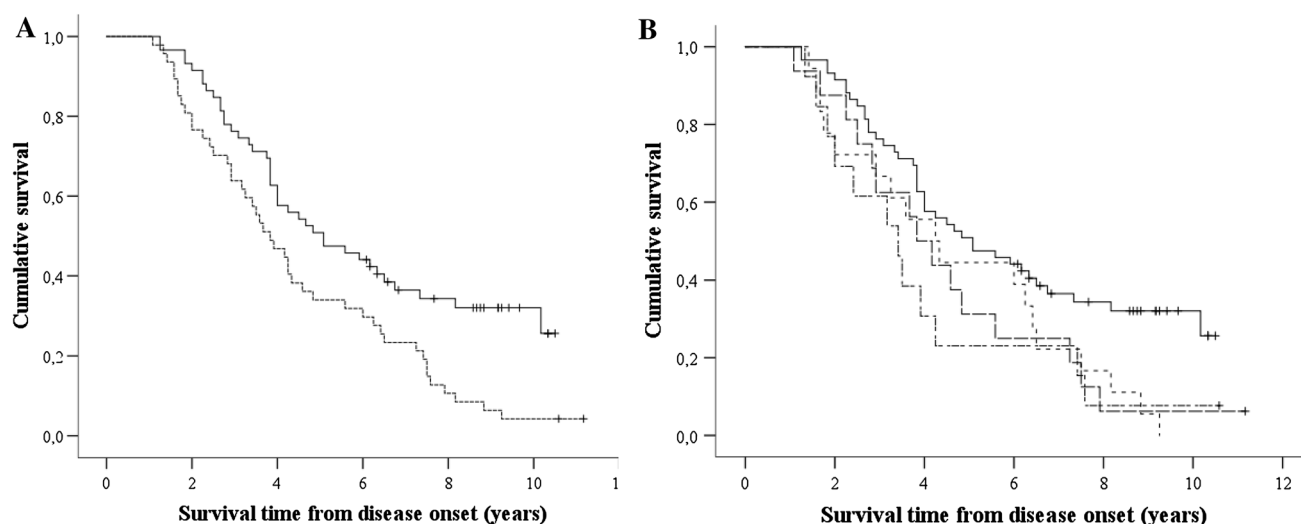 A
1,0
0,8
0,6
0,4
0,2
0,0
Cumulative survival
0 2 4 6 8 10 1
Survival time from disease onset (years)
B
1,0
0,8
0,6
0,4
0,2
0,0
Cumulative survival
0 2 4 6 8 10 12
Survival time from disease onset (years)